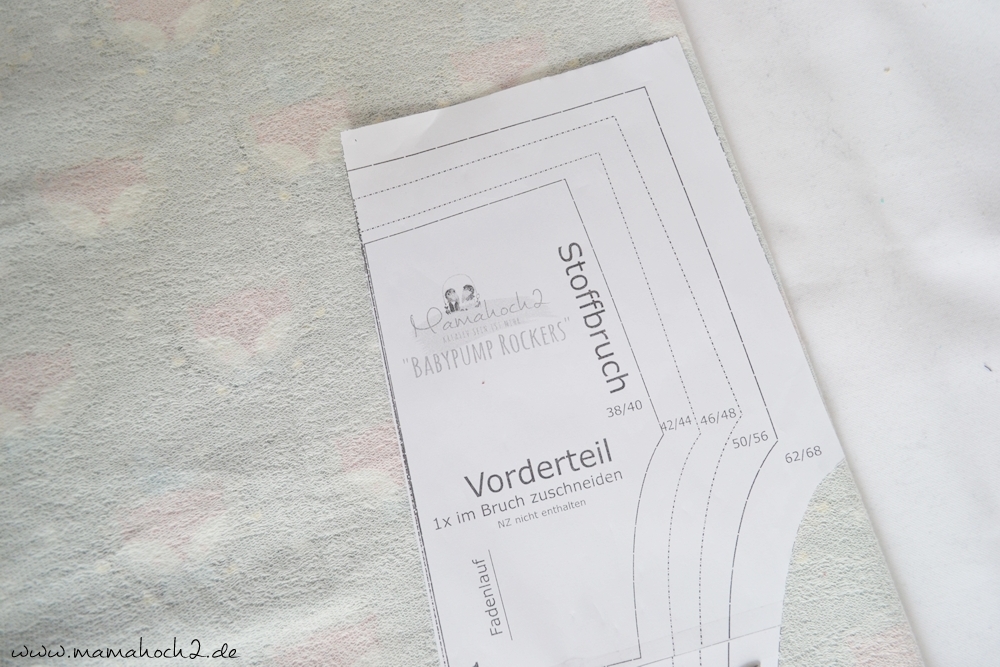 Stoffbruch
Mamahoch2
"BABYPUMP ROCKERS"
38/40
42/44
46/48
50/56
62/68
Vorderteil
1x im Bruch zuschneiden
NZ nicht enthalten
Fadenlauf
www.mamahoch2.de